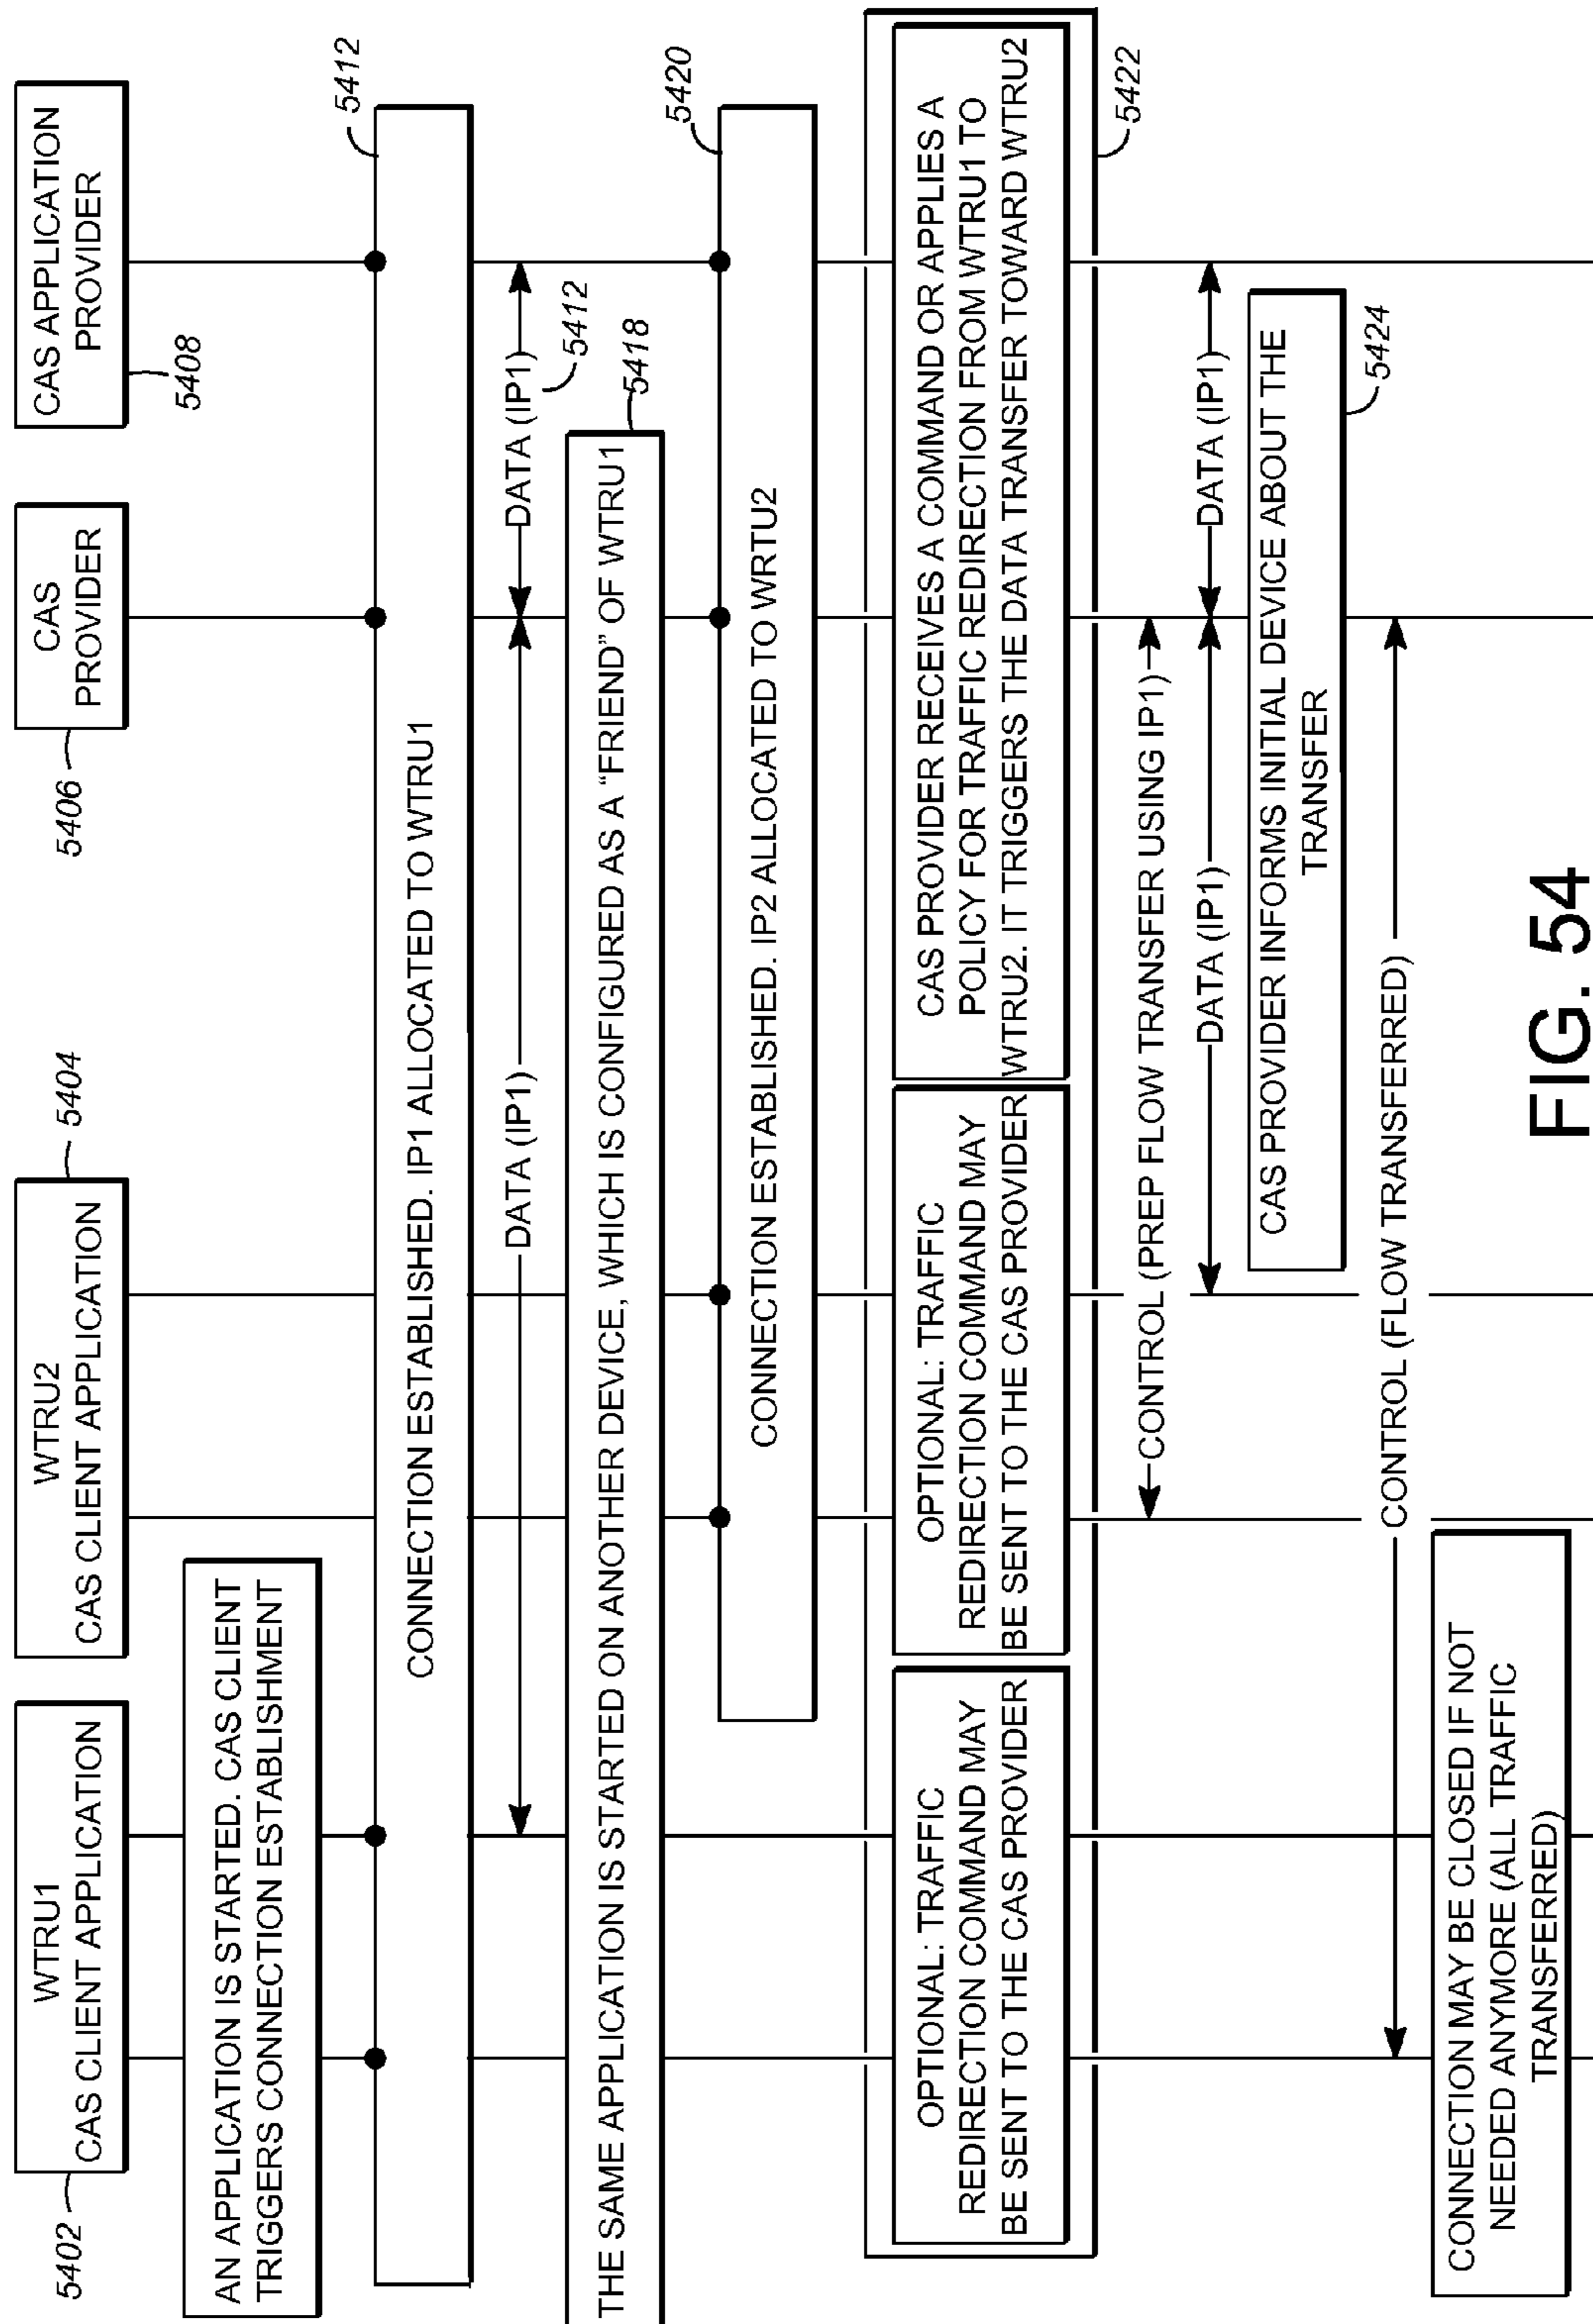 WTRU1
CAS CLIENT APPLICATION
5402
WTRU2
CAS CLIENT APPLICATION
5404
CAS
PROVIDER
5406
CAS APPLICATION
PROVIDER
5408
AN APPLICATION IS STARTED. CAS CLIENT
TRIGGERS CONNECTION ESTABLISHMENT
5412
CONNECTION ESTABLISHED. IP1 ALLOCATED TO WTRU1
DATA (IP1)
DATA (IP1)
5412
THE SAME APPLICATION IS STARTED ON ANOTHER DEVICE, WHICH IS CONFIGURED AS A “FRIEND” OF WTRU1
5418
5420
CONNECTION ESTABLISHED. IP2 ALLOCATED TO WRTU2
OPTIONAL: TRAFFIC
REDIRECTION COMMAND MAY
BE SENT TO THE CAS PROVIDER
OPTIONAL: TRAFFIC
REDIRECTION COMMAND MAY
BE SENT TO THE CAS PROVIDER
CAS PROVIDER RECEIVES A COMMAND OR APPLIES A
POLICY FOR TRAFFIC REDIRECTION FROM WTRU1 TO
WTRU2. IT TRIGGERS THE DATA TRANSFER TOWARD WTRU2
5422
CONTROL (PREP FLOW TRANSFER USING IP1)
DATA (IP1)
DATA (IP1)
CAS PROVIDER INFORMS INITIAL DEVICE ABOUT THE
TRANSFER
5424
CONTROL (FLOW TRANSFERRED)
CONNECTION MAY BE CLOSED IF NOT
NEEDED ANYMORE (ALL TRAFFIC
TRANSFERRED)
FIG. 54